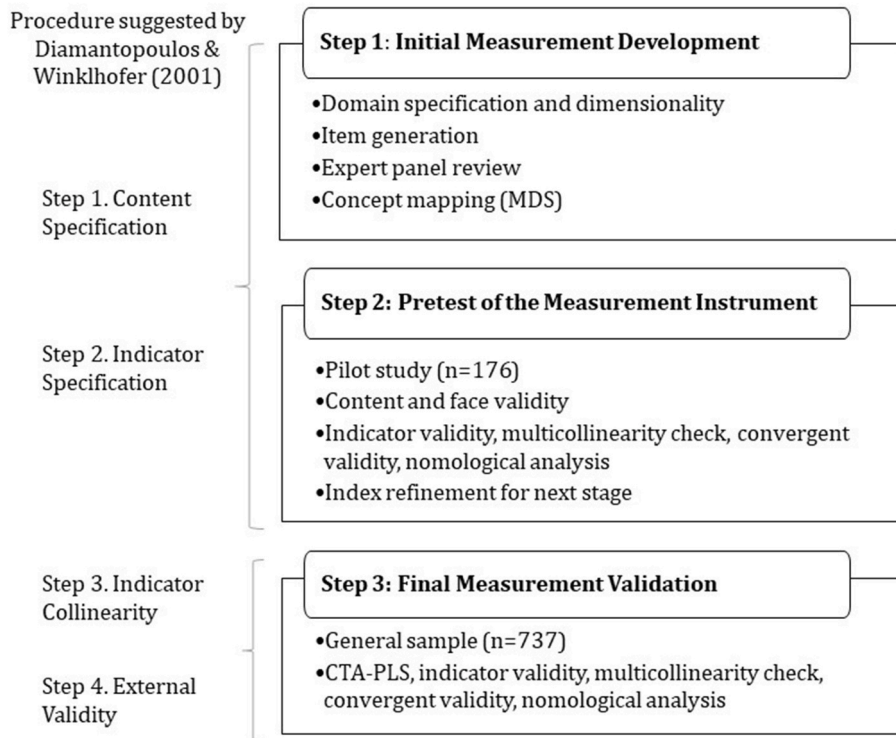 Procedure suggested by
Diamantopoulos &
Winklhofer (2001)
Step 1. Content
Specification
Step 2. Indicator
Specification
Step 3. Indicator
Collinearity
Step 4. External
Validity
Step 1: Initial Measurement Development
•Domain specification and dimensionality
•Item generation
•Expert panel review
•Concept mapping (MDS)
Step 2: Pretest of the Measurement Instrument
•Pilot study (n=176)
•Content and face validity
•Indicator validity, multicollinearity check, convergent
validity, nomological analysis
•Index refinement for next stage
Step 3: Final Measurement Validation
•General sample (n=737)
•CTA-PLS, indicator validity, multicollinearity check,
convergent validity, nomological analysis